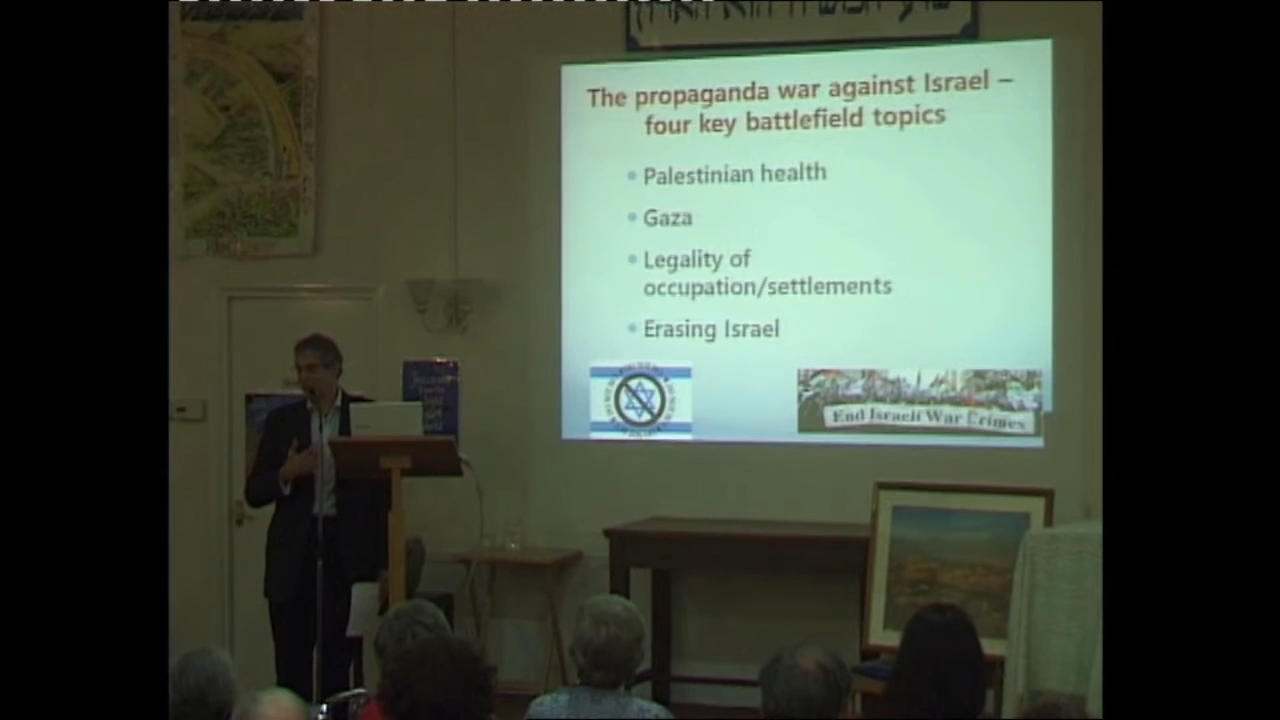 The propaganda war against Israel –
four key battlefield topics
• Palestinian health
• Gaza
• Legality of
occupation/settlements
• Erasing Israel
End Israeli War Crimes